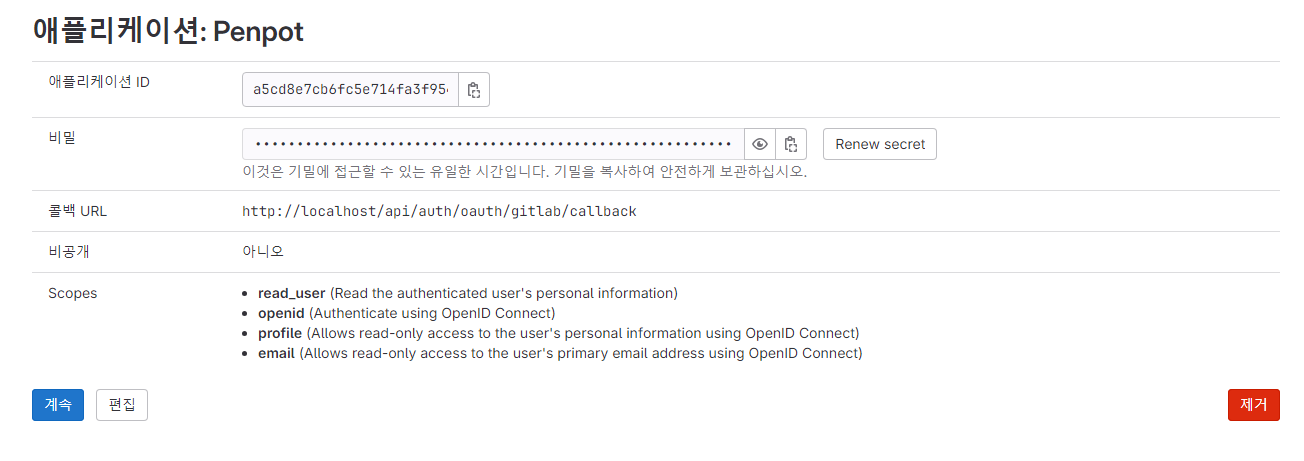 애플리케이션: Penpot
애플리케이션 ID
a5cd8e7cb6fc5e714fa3f954
비밀
••••••••••••••••••••••••••••••••••••••••••••••••••••••••
Renew secret
이것은 기밀에 접근할 수 있는 유일한 시간입니다. 기밀을 복사하여 안전하게 보관하십시오.
콜백 URL
http://localhost/api/auth/oauth/gitlab/callback
비공개
아니오
Scopes
• read_user (Read the authenticated user's personal information)
• openid (Authenticate using OpenID Connect)
• profile (Allows read-only access to the user's personal information using OpenID Connect)
• email (Allows read-only access to the user's primary email address using OpenID Connect)
계속
편집
제거